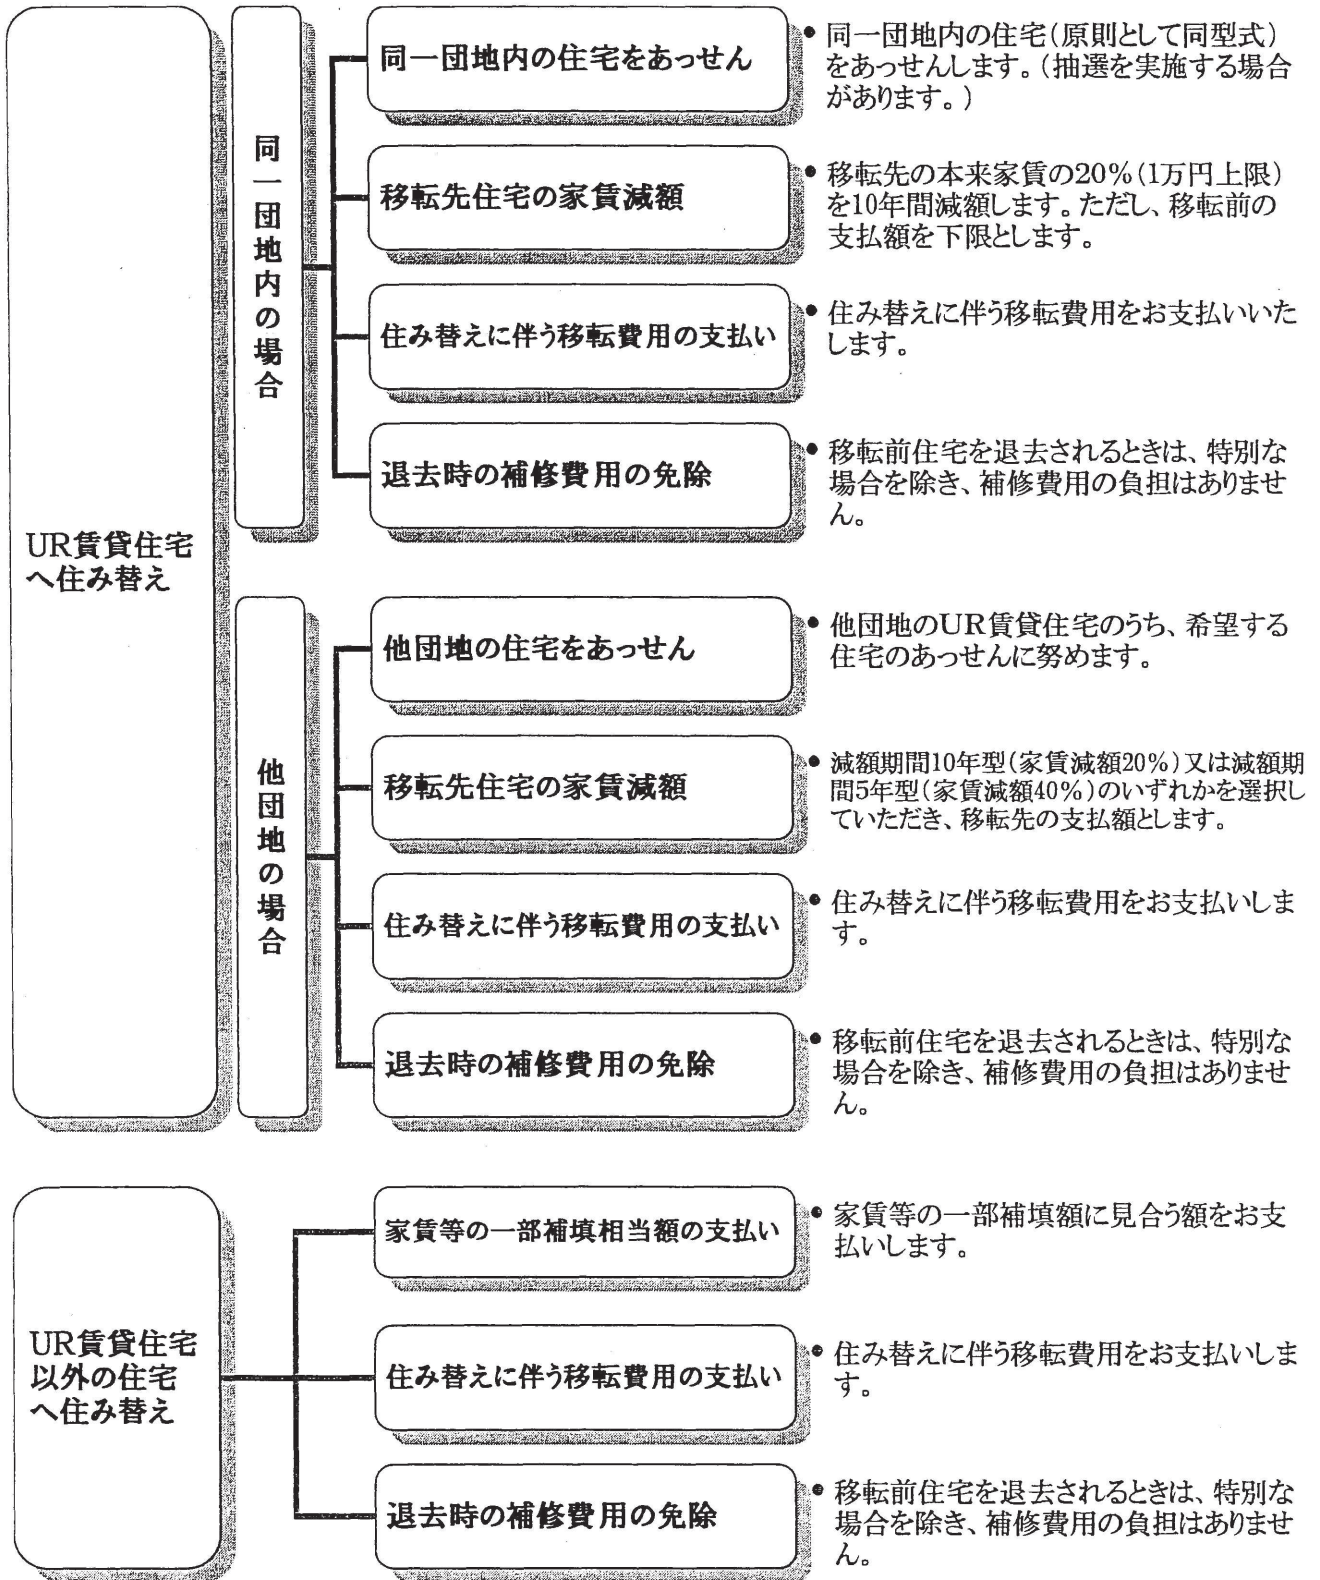 UR賃貸住宅
へ住み替え
同一団地内の場合
同一団地内の住宅をあっせん
• 同一団地内の住宅(原則として同型式)
をあっせんします。(抽選を実施する場合
があります。)
移転先住宅の家賃減額
• 移転先の本来家賃の20%(1万円上限)
を10年間減額します。ただし、移転前の
支払額を下限とします。
住み替えに伴う移転費用の支払い
• 住み替えに伴う移転費用をお支払いいた
します。
退去時の補修費用の免除
• 移転前住宅を退去されるときは、特別な
場合を除き、補修費用の負担はありませ
ん。
他団地の場合
他団地の住宅をあっせん
• 他団地のUR賃貸住宅のうち、希望する
住宅のあっせんに努めます。
移転先住宅の家賃減額
• 減額期間10年型(家賃減額20%)又は減額期
間5年型(家賃減額40%)のいずれかを選択し
ていただき、移転先の支払額とします。
住み替えに伴う移転費用の支払い
• 住み替えに伴う移転費用をお支払いしま
す。
退去時の補修費用の免除
• 移転前住宅を退去されるときは、特別な
場合を除き、補修費用の負担はありませ
ん。
UR賃貸住宅
以外の住宅
へ住み替え
家賃等の一部補填相当額の支払い
• 家賃等の一部補填額に見合う額をお支
払いします。
住み替えに伴う移転費用の支払い
• 住み替えに伴う移転費用をお支払いしま
す。
退去時の補修費用の免除
• 移転前住宅を退去されるときは、特別な
場合を除き、補修費用の負担はありませ
ん。